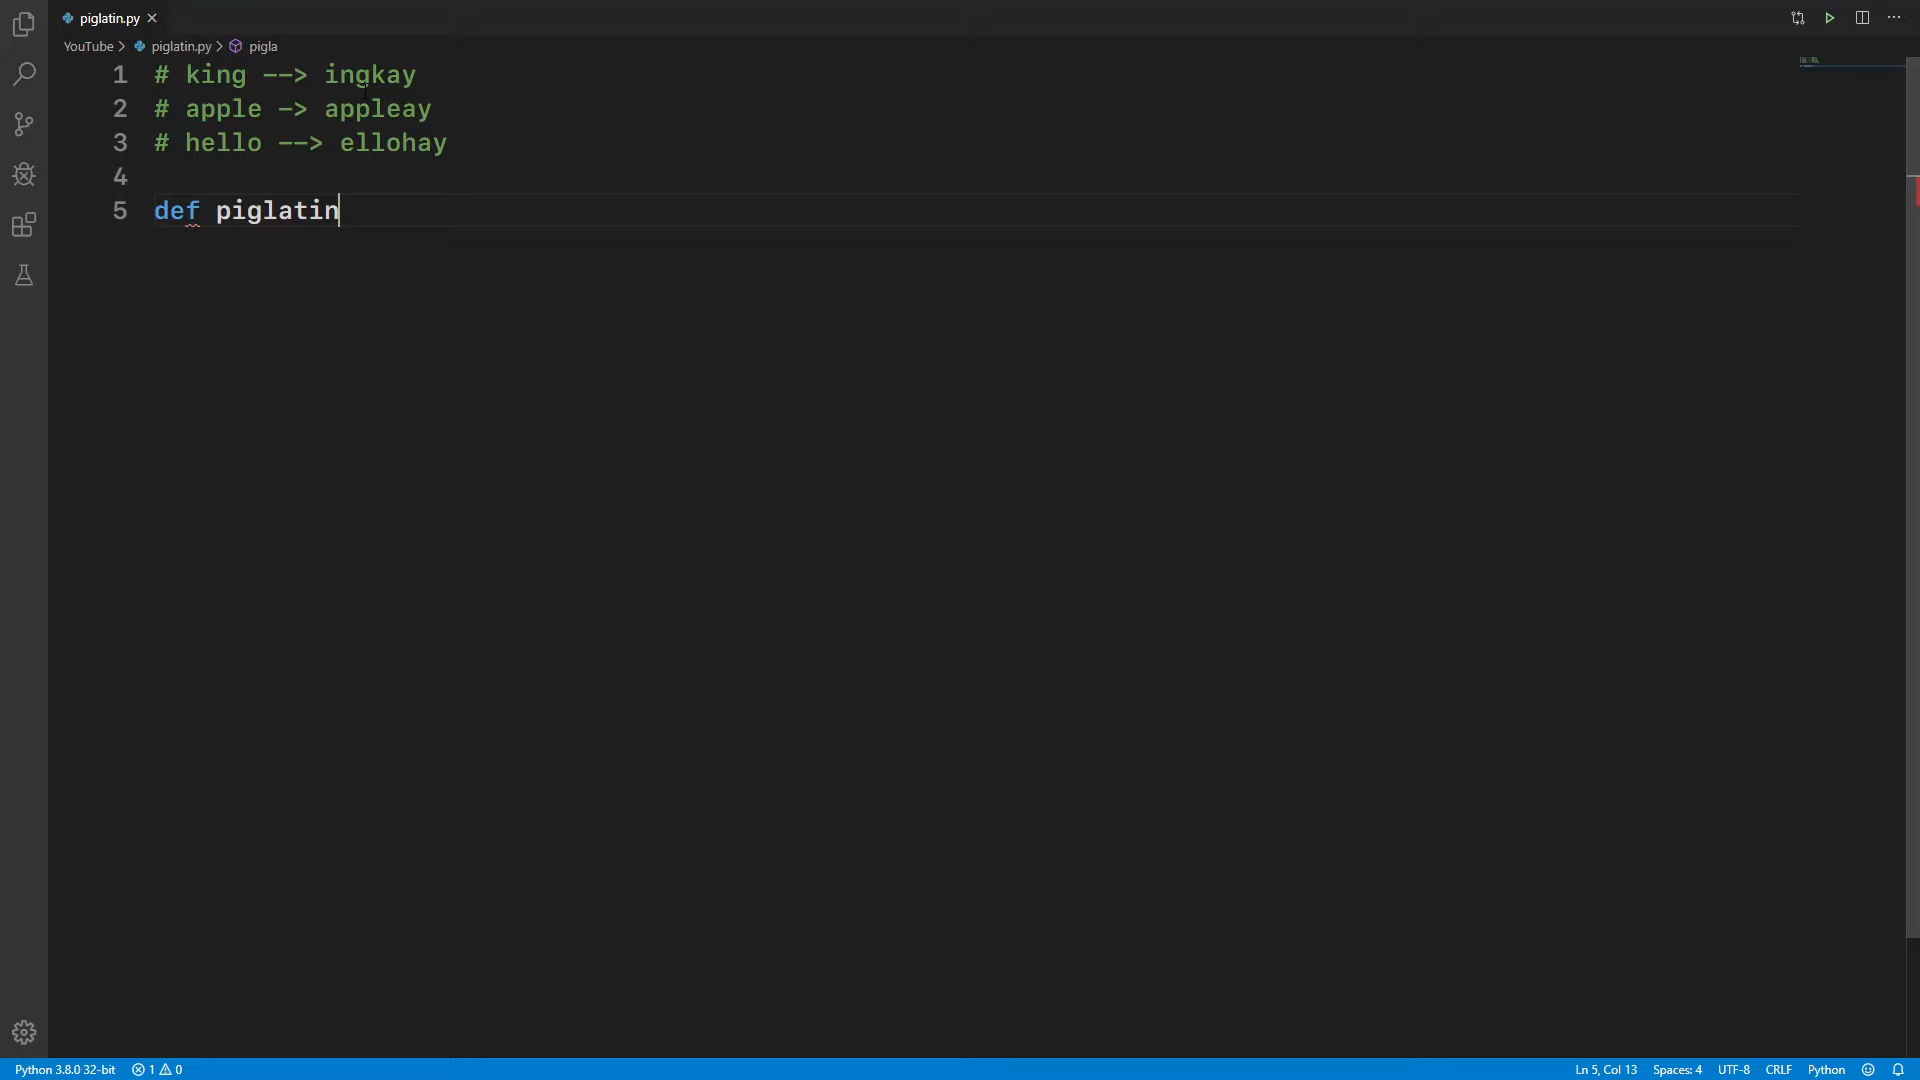 piglatin.py
YouTube > piglatin.py > pigla
1 # king --> ingkay
2 # apple -> appleay
3 # hello --> ellohay
4
5 def piglatin
Python 3.8.0 32-bit 1 0 Ln 5, Col 13 Spaces: 4 UTF-8 CRLF Python